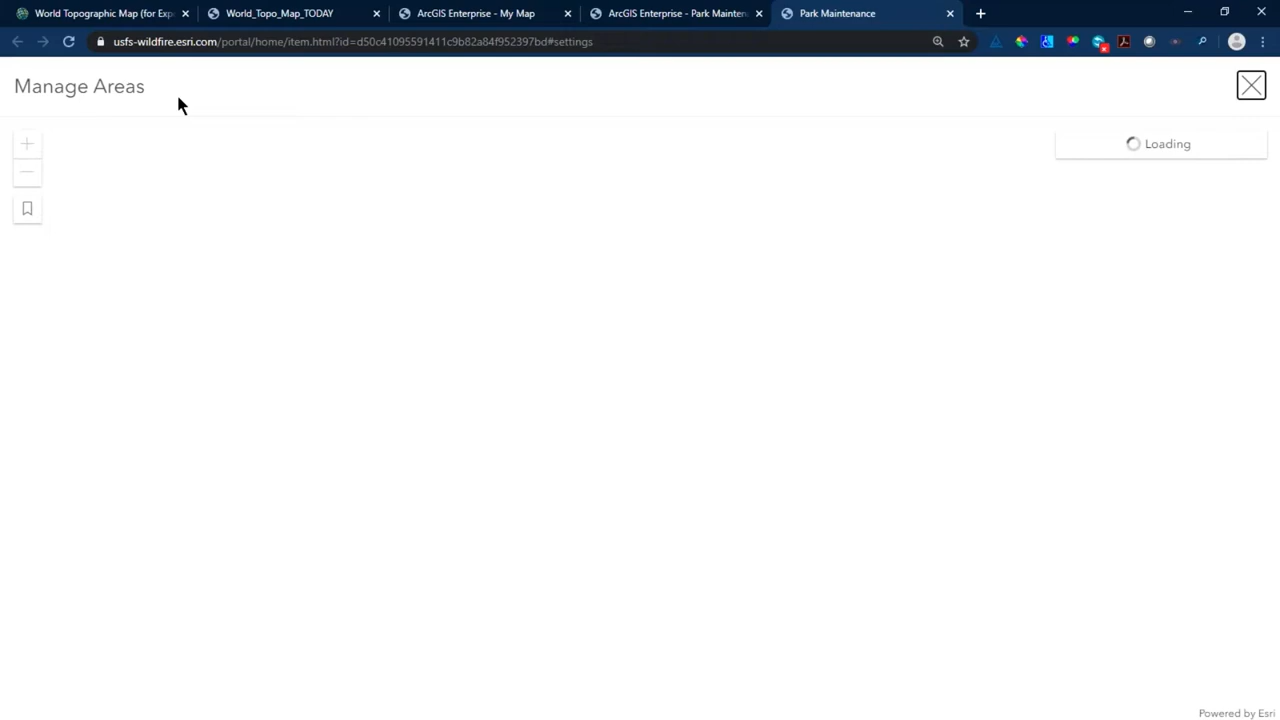 World Topographic Map (for Exp
World_Topo_Map_TODAY
ArcGIS Enterprise - My Map
ArcGIS Enterprise - Park Mainten
Park Maintenance
usfs-wildfire.esri.com/portal/home/item.html?id=d50c41095591411c9b82a84f952397bd#settings
Manage Areas
Loading
Powered by Esri